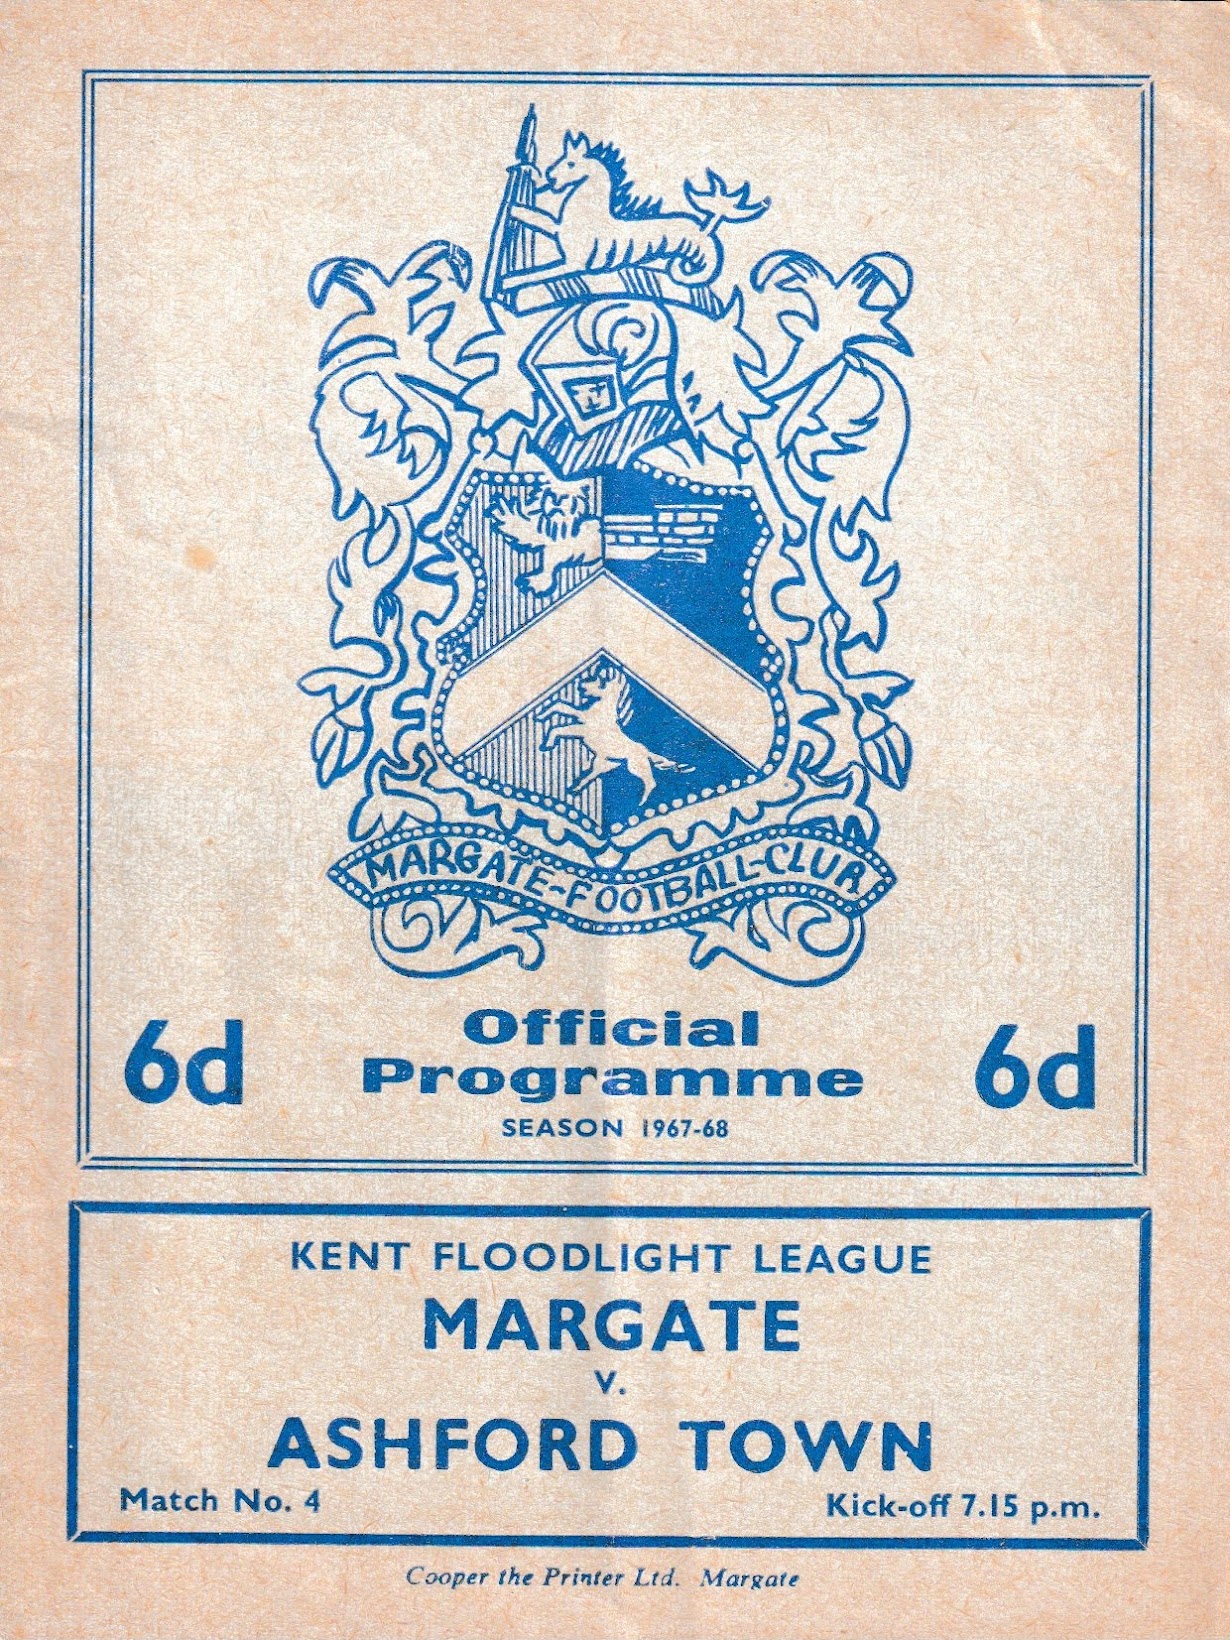 MARGATE-FOOTBALL-CLUB
6d
Official
Programme
6d
SEASON 1967-68
KENT FLOODLIGHT LEAGUE
MARGATE
v.
ASHFORD TOWN
Match No. 4
Kick-off 7.15 p.m.
Cooper the Printer Ltd. Margate